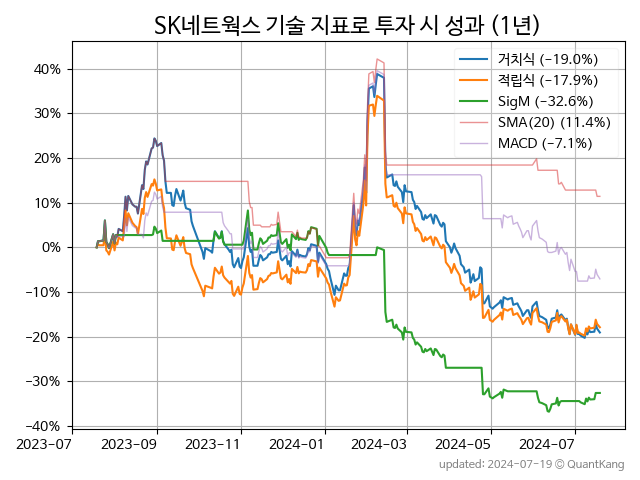 SK네트웍스 기술 지표로 투자 시 성과 (1년)
거치식 (−19.0%)
적립식 (−17.9%)
SigM (−32.6%)
SMA(20) (11.4%)
MACD (−7.1%)
40%
30%
20%
10%
0%
−10%
−20%
−30%
−40%
2023-07 2023-09 2023-11 2024-01 2024-03 2024-05 2024-07
updated: 2024-07-19 © QuantKang